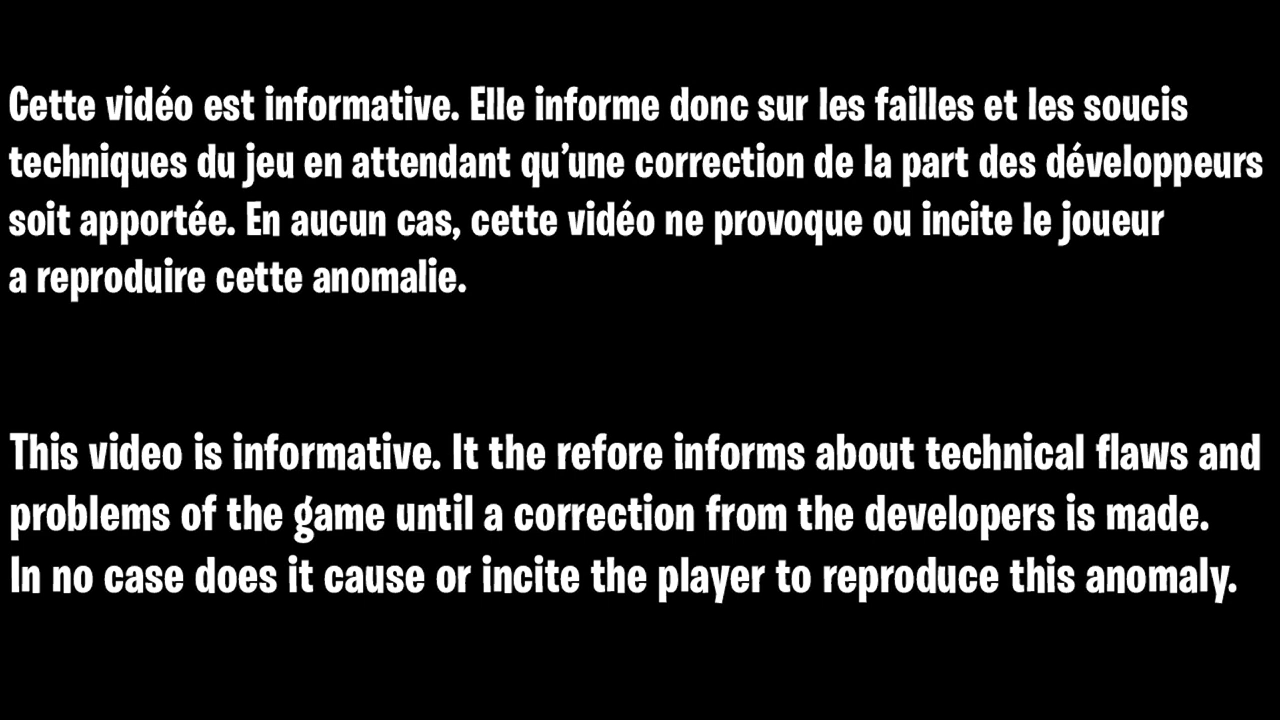 Cette vidéo est informative. Elle informe donc sur les failles et les soucis
techniques du jeu en attendant qu’une correction de la part des développeurs
soit apportée. En aucun cas, cette vidéo ne provoque ou incite le joueur
a reproduire cette anomalie.
This video is informative. It the refore informs about technical flaws and
problems of the game until a correction from the developers is made.
In no case does it cause or incite the player to reproduce this anomaly.